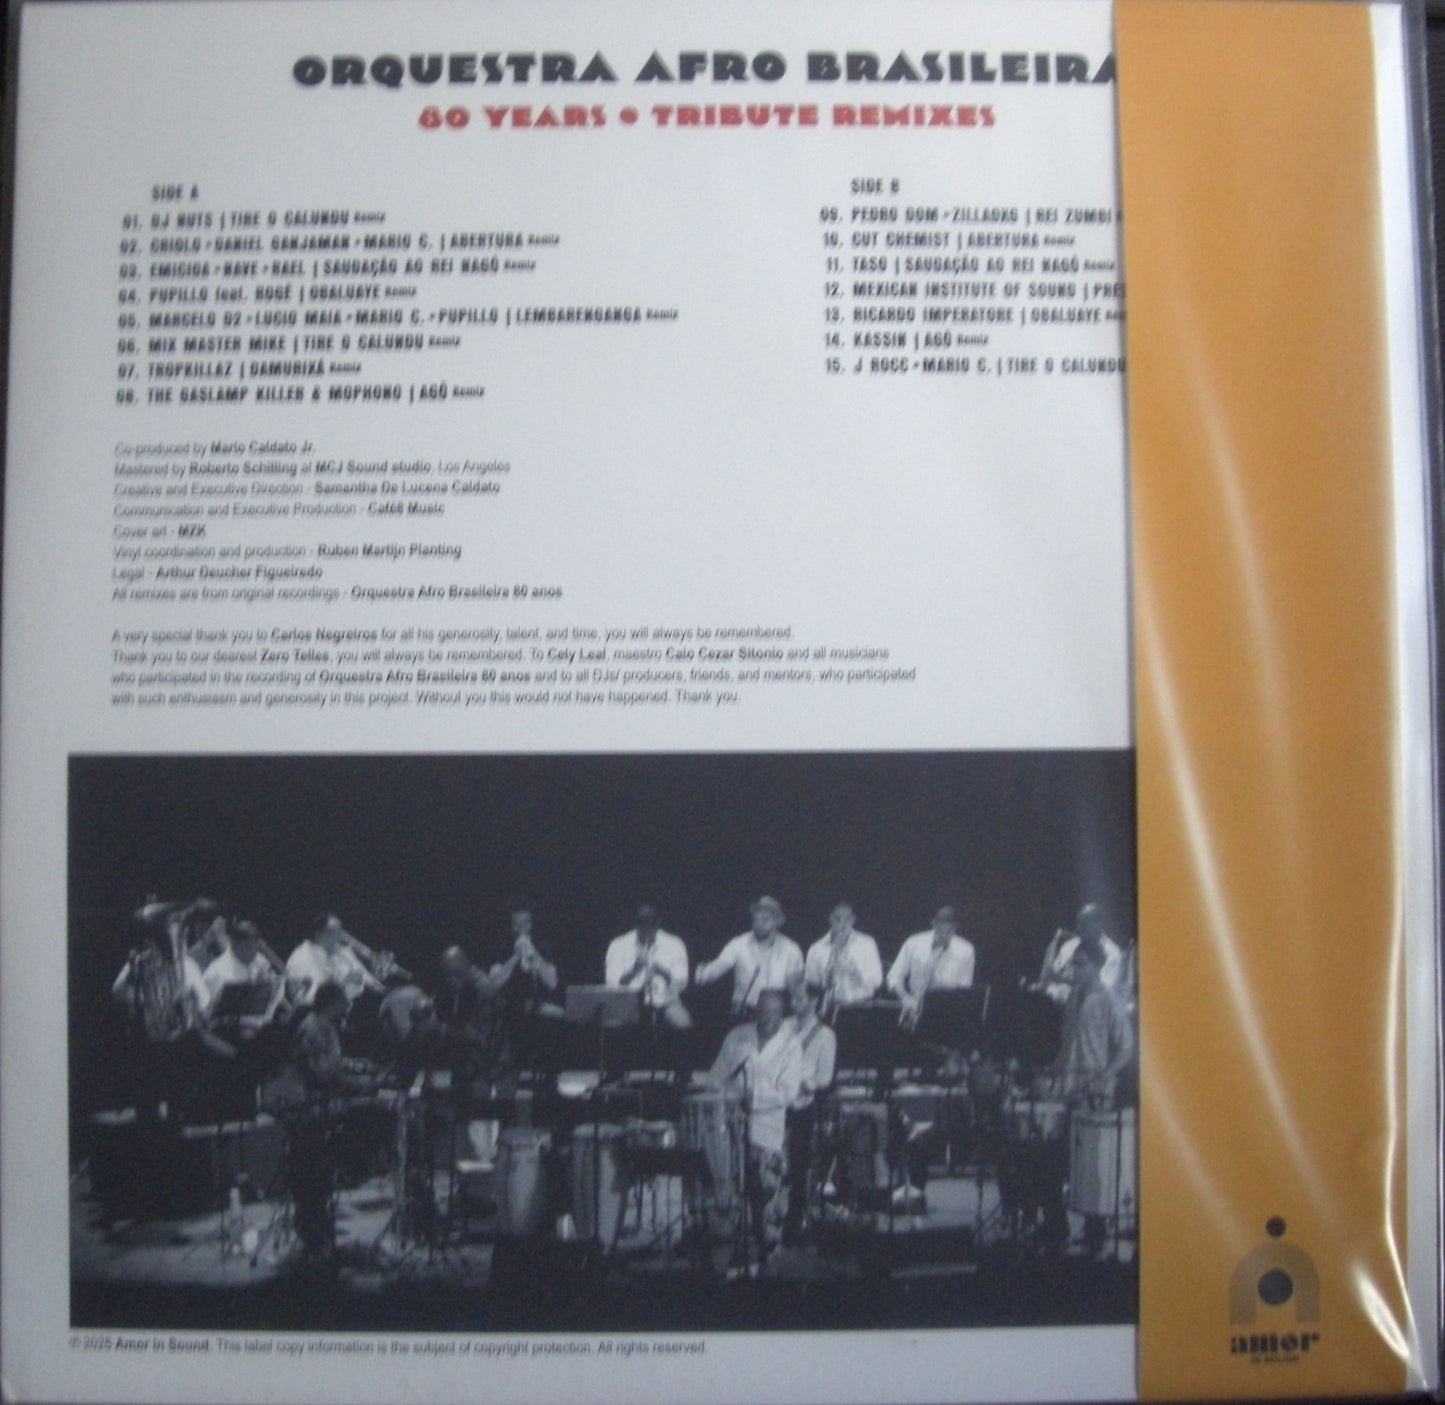 ORQUESTRA AFRO BRASILEIRA
80 YEARS • TRIBUTE REMIXES
SIDE A
01. DJ NUTS | TIRE O CALUNDU Remix
02. CRIOLO • DANIEL GANJAMAN • MARIO C. | ABERTURA Remix
03. EMICIDA • NAVE • RAEL | SAUDAÇÃO AO REI NAGÔ Remix
04. PUPILLO feat. ROGÊ | OBALUAYE Remix
05. MARCELO D2 • LUCIO MAIA • MARIO C. • PUPILLO | LEMBARENGANGA Remix
06. MIX MASTER MIKE | TIRE O CALUNDU Remix
07. TROPKILLAZ | DAMURIXÁ Remix
08. THE GASLAMP KILLER & MOPHONO | AGÔ Remix
SIDE B
09. PEDRO DOM • ZILLADXG | REI ZUMBI
10. CUT CHEMIST | ABERTURA Remix
11. TASO | SAUDAÇÃO AO REI NAGÔ Remix
12. MEXICAN INSTITUTE OF SOUND | PRE
13. RICARDO IMPERATORE | OBALUAYE Rem
14. KASSIN | AGÔ Remix
15. J ROCC • MARIO C. | TIRE O CALUNDU
Co-produced by Mario Caldato Jr.
Mastered by Roberto Schilling at MCJ Sound studio, Los Angeles
Creative and Executive Direction - Samantha De Lucena Caldato
Communication and Executive Production - Café8 Music
Cover art - MZK
Vinyl coordination and production - Ruben Martijn Planting
Legal - Arthur Deucher Figueiredo
All remixes are from original recordings - Orquestra Afro Brasileira 80 anos
A very special thank you to Carlos Negreiros for all his generosity, talent, and time, you will always be remembered.
Thank you to our dearest Zero Telles, you will always be remembered. To Cely Leal, maestro Caio Cezar Sitonio and all musicians
who participated in the recording of Orquestra Afro Brasileira 80 anos and to all DJs/ producers, friends, and mentors, who participated
with such enthusiasm and generosity in this project. Without you this would not have happened. Thank you.
℗ 2025 Amor in Sound. This label copy information is the subject of copyright protection. All rights reserved.
amor
IN SOUND